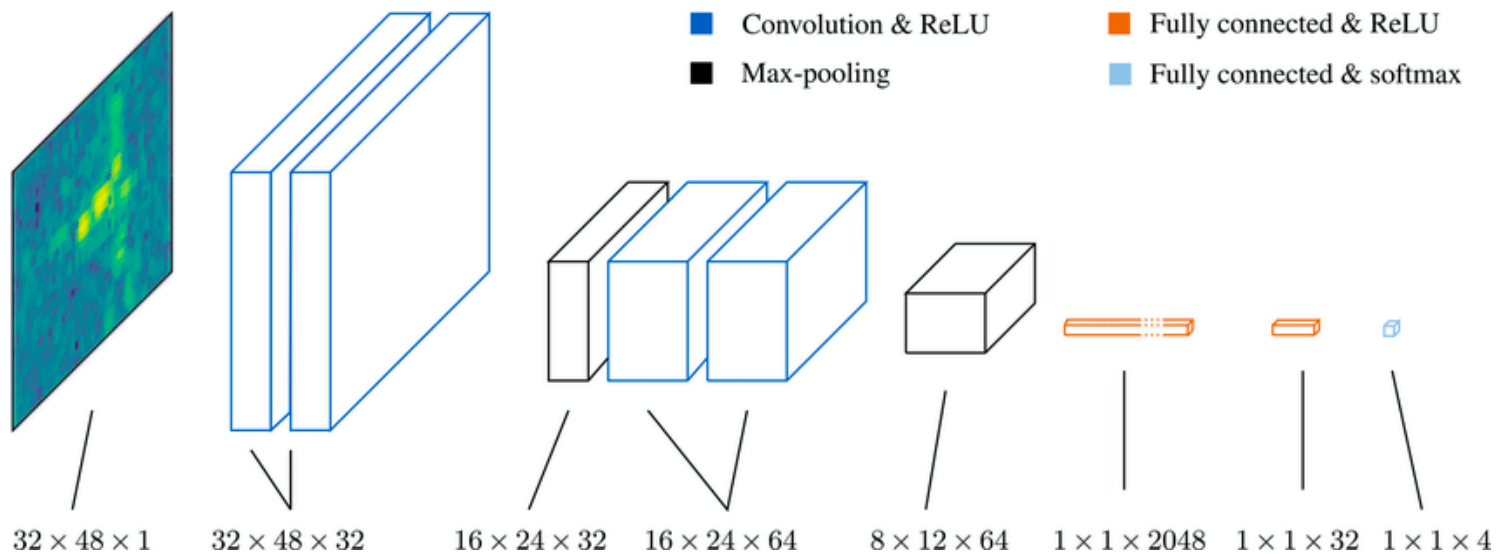 Convolution & ReLU
Fully connected & ReLU
Max-pooling
Fully connected & softmax
32 × 48 × 1
32 × 48 × 32
16 × 24 × 32
16 × 24 × 64
8 × 12 × 64
1 × 1 × 2048
1 × 1 × 32
1 × 1 × 4